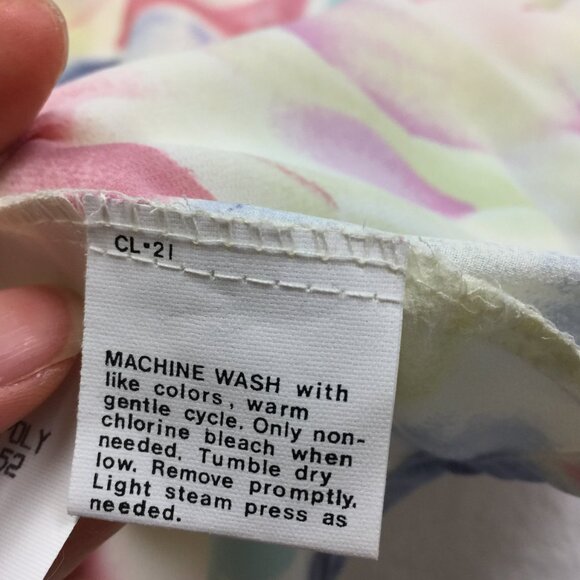 CL•21
MACHINE WASH with
like colors, warm
gentle cycle. Only non-
chlorine bleach when
needed. Tumble dry
low. Remove promptly.
Light steam press as
needed.
OLY
52